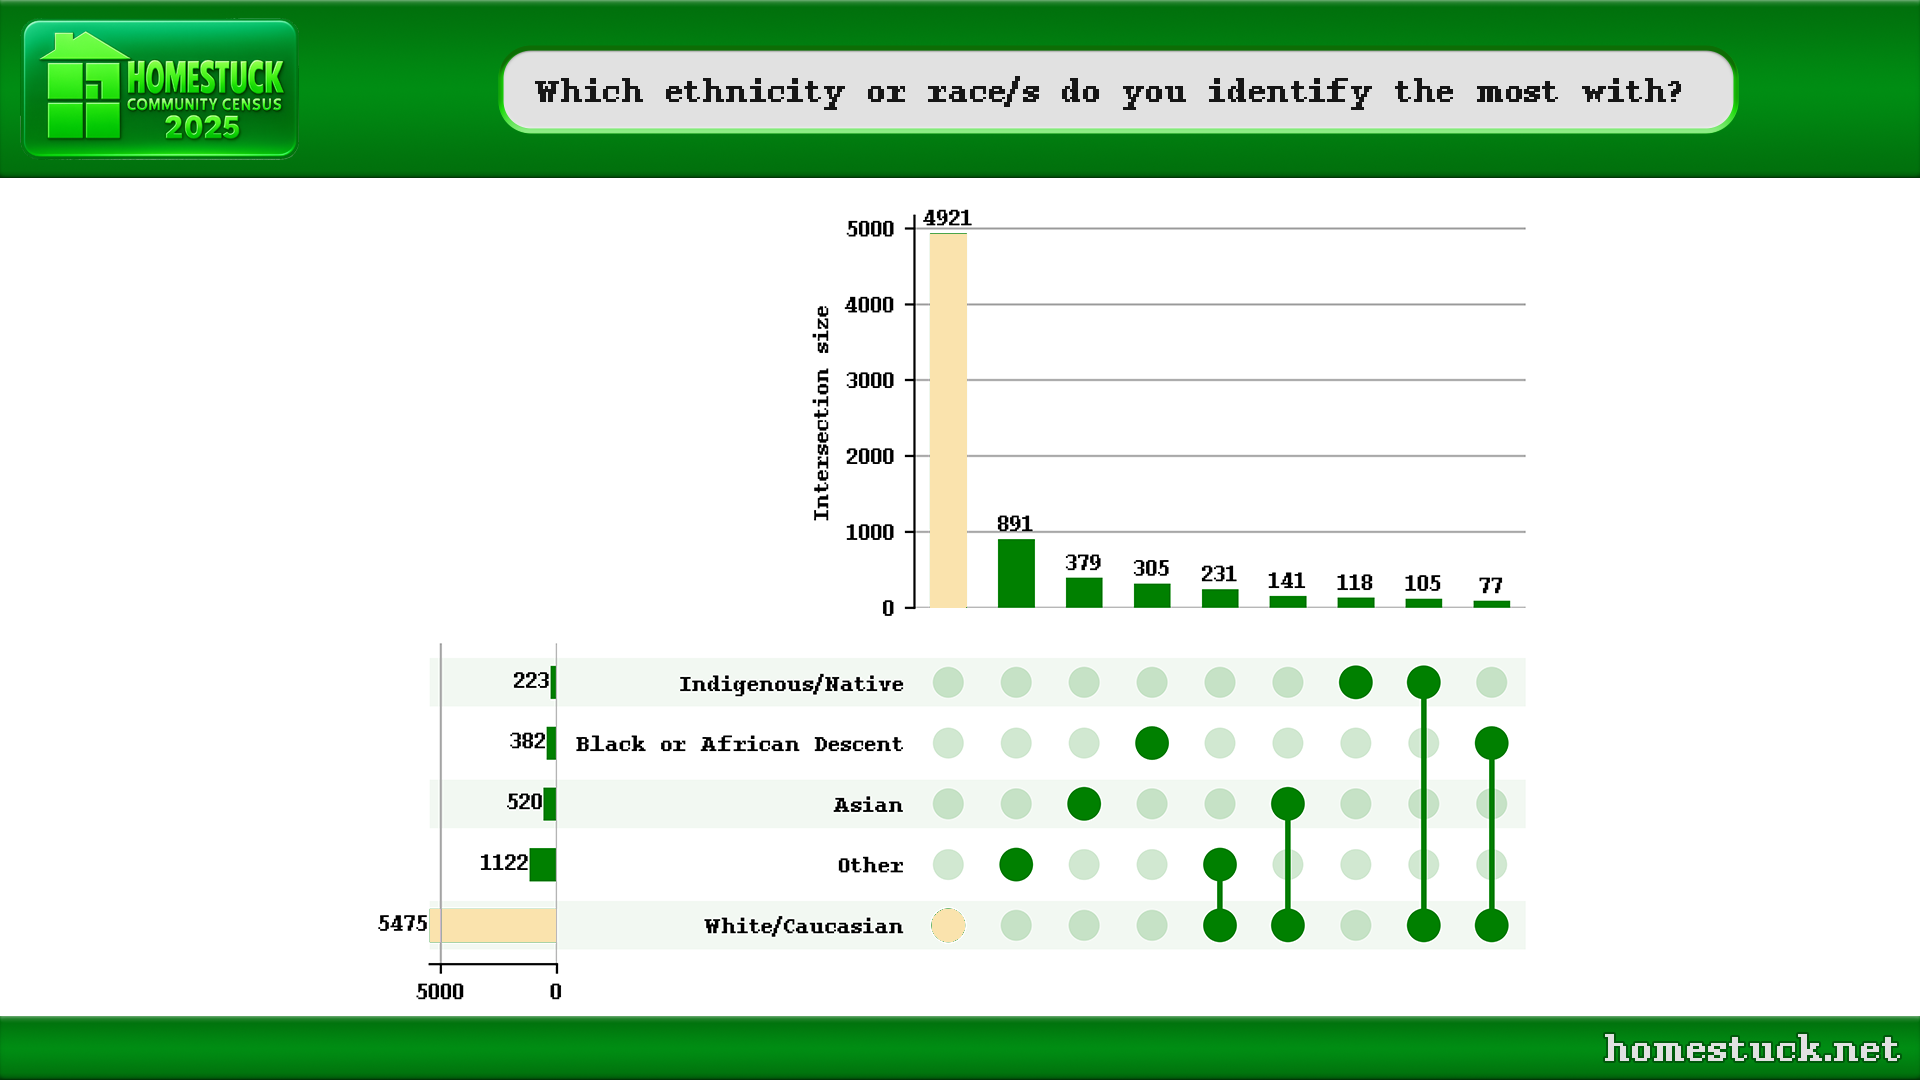 HOMESTUCK
COMMUNITY CENSUS
2025
Which ethnicity or race/s do you identify the most with?
Intersection size
5000
4000
3000
2000
1000
0
4921
891
379
305
231
141
118
105
77
223
Indigenous/Native
382
Black or African Descent
520
Asian
1122
Other
5475
White/Caucasian
5000
0
homestuck.net